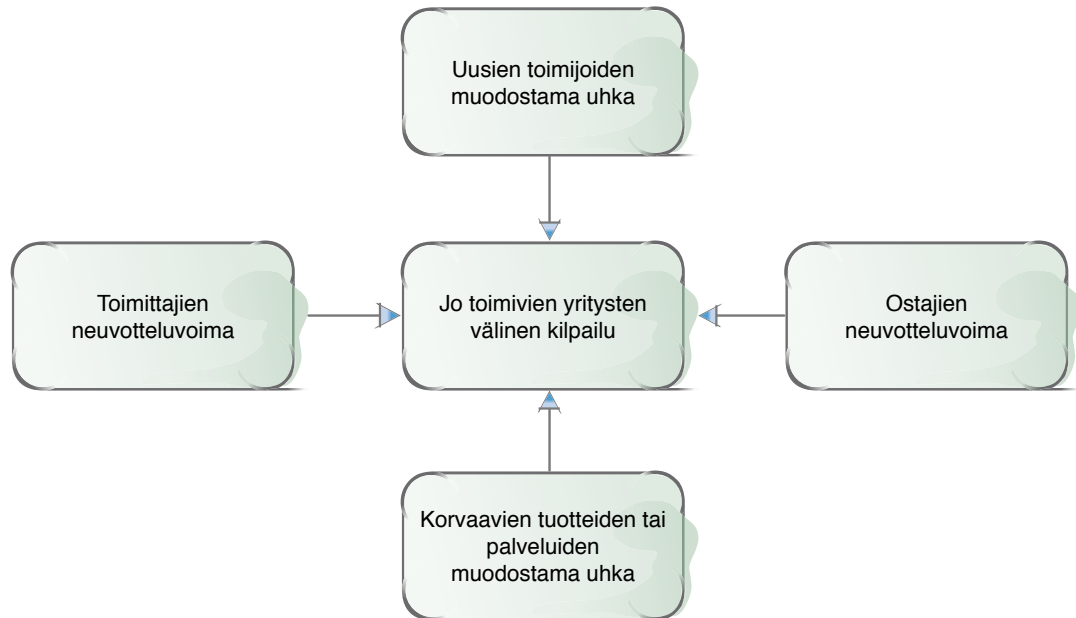 Uusien toimijoiden
muodostama uhka
Toimittajien
neuvotteluvoima
Jo toimivien yritysten
välinen kilpailu
Ostajien
neuvotteluvoima
Korvaavien tuotteiden tai
palveluiden
muodostama uhka